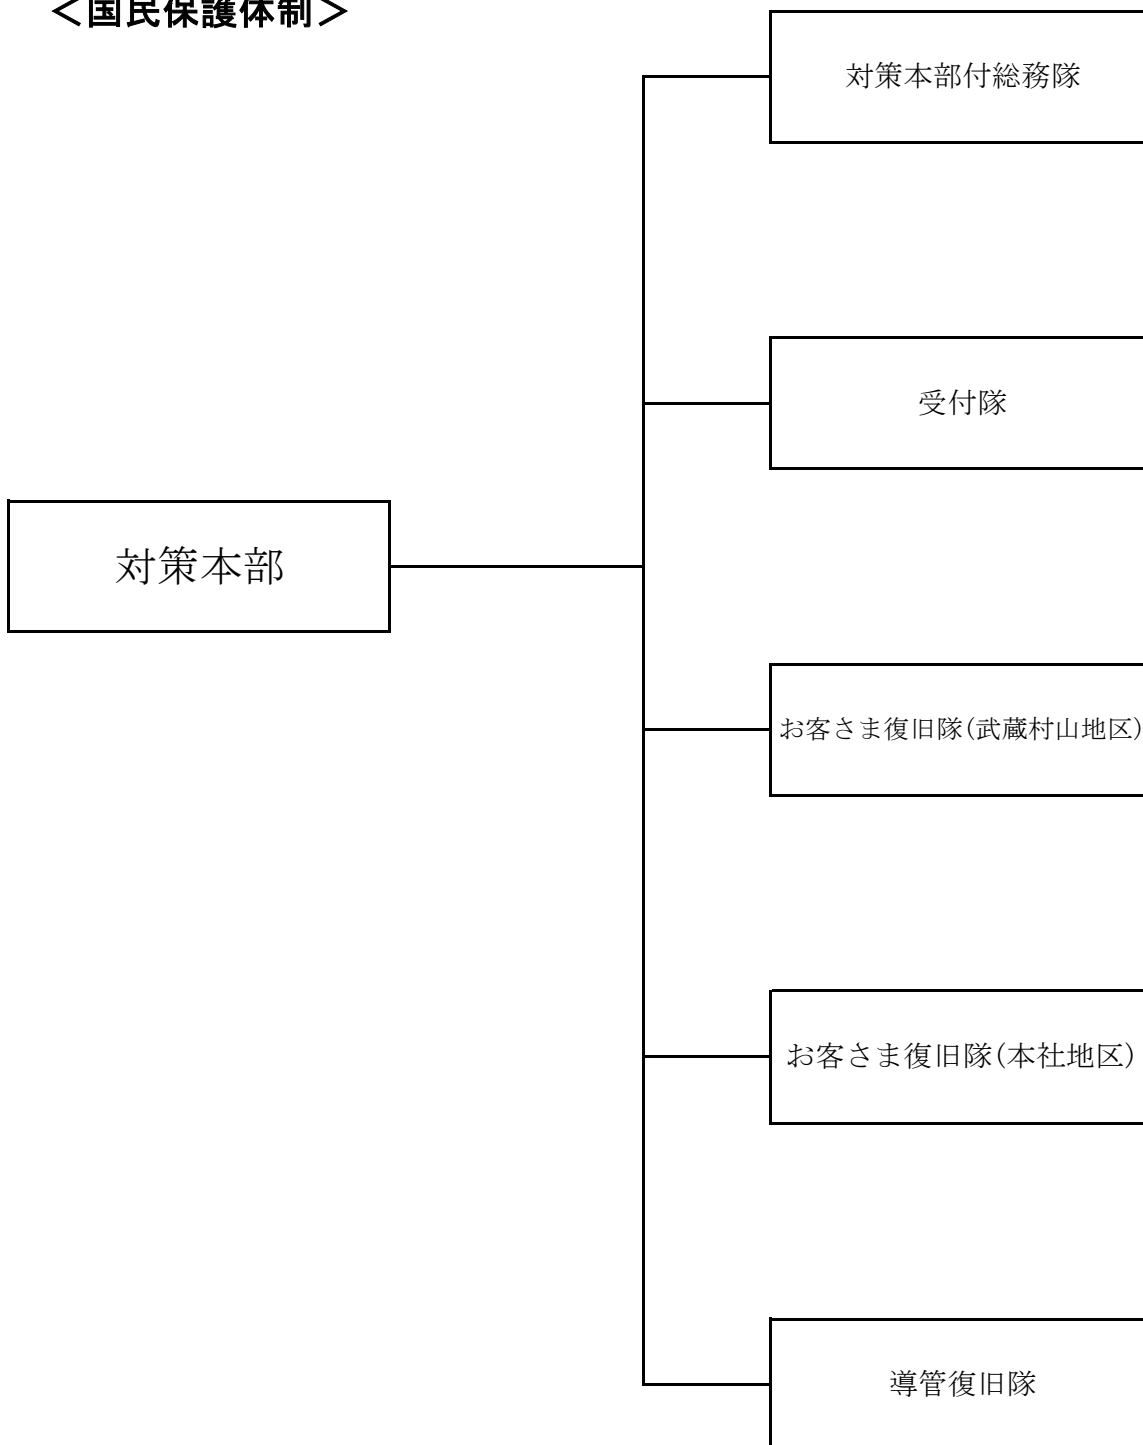 ＜国民保護体制＞
対策本部付総務隊
受付隊
対策本部
お客さま復旧隊(武蔵村山地区)
お客さま復旧隊(本社地区)
導管復旧隊